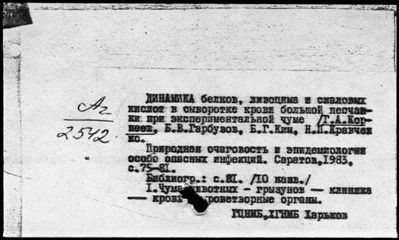 ДИНАМИКА белков, лизоцима и сиаловых
кислот в сыворотке крови большой песчан-
ки при экспериментальной чуме /Г.А.Кор-
неев, Б.В.Гарбузов, Б.Г.Ким, Н.П.Кравчен-
ко.
Природная очаговость и эпидемиология
особо опасных инфекций. Саратов,1983,
с.75-81.
Библиогр.: с.81. /10 назв./
I.Чума животных - грызунов - клиника
- кровь кроветворные органы.
ГЦНМБ,ХГНМБ Харьков
Аг
2542